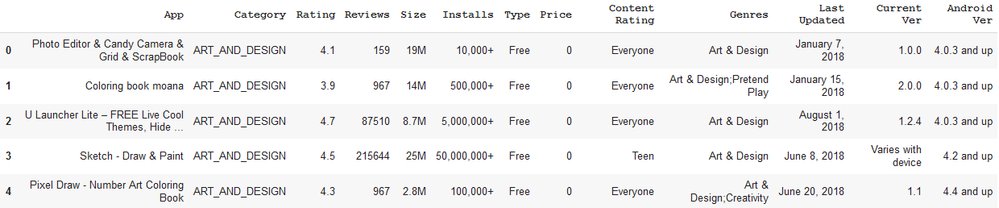 App Category Rating Reviews Size Installs Type Price Content Rating Genres Last Updated Current Ver Android Ver
0 Photo Editor & Candy Camera & Grid & ScrapBook ART_AND_DESIGN 4.1 159 19M 10,000+ Free 0 Everyone Art & Design January 7, 2018 1.0.0 4.0.3 and up
1 Coloring book moana ART_AND_DESIGN 3.9 967 14M 500,000+ Free 0 Everyone Art & Design;Pretend Play January 15, 2018 2.0.0 4.0.3 and up
2 U Launcher Lite – FREE Live Cool Themes, Hide ... ART_AND_DESIGN 4.7 87510 8.7M 5,000,000+ Free 0 Everyone Art & Design August 1, 2018 1.2.4 4.0.3 and up
3 Sketch - Draw & Paint ART_AND_DESIGN 4.5 215644 25M 50,000,000+ Free 0 Teen Art & Design June 8, 2018 Varies with device 4.2 and up
4 Pixel Draw - Number Art Coloring Book ART_AND_DESIGN 4.3 967 2.8M 100,000+ Free 0 Everyone Art & Design;Creativity June 20, 2018 1.1 4.4 and up